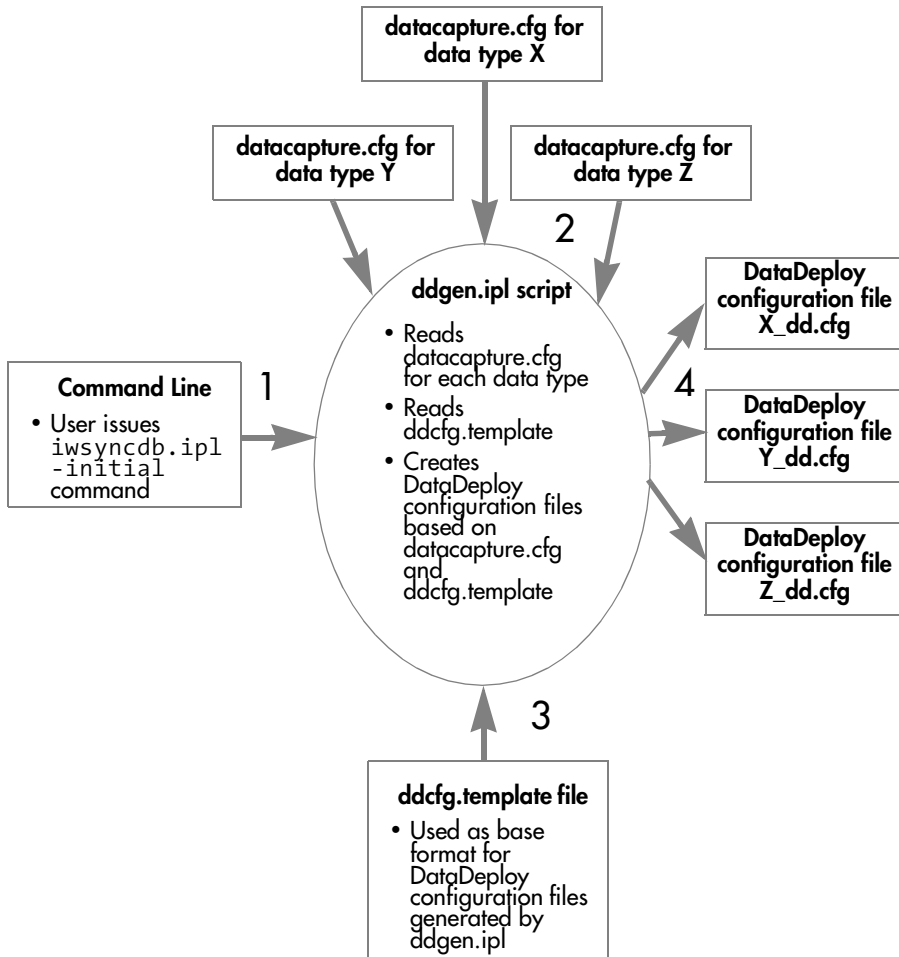 datacapture.cfg for
data type X
datacapture.cfg for
data type Y
datacapture.cfg for
data type Z
2
ddgen.ipl script
• Reads
datacapture.cfg
for each data type
• Reads
ddcfg.template
• Creates
DataDeploy
configuration files
based on
datacapture.cfg
and
ddcfg.template
1
Command Line
• User issues
iwsyncdb.ipl
-initial
command
DataDeploy
configuration file
X_dd.cfg
4
DataDeploy
configuration file
Y_dd.cfg
DataDeploy
configuration file
Z_dd.cfg
3
ddcfg.template file
• Used as base
format for
DataDeploy
configuration files
generated by
ddgen.ipl